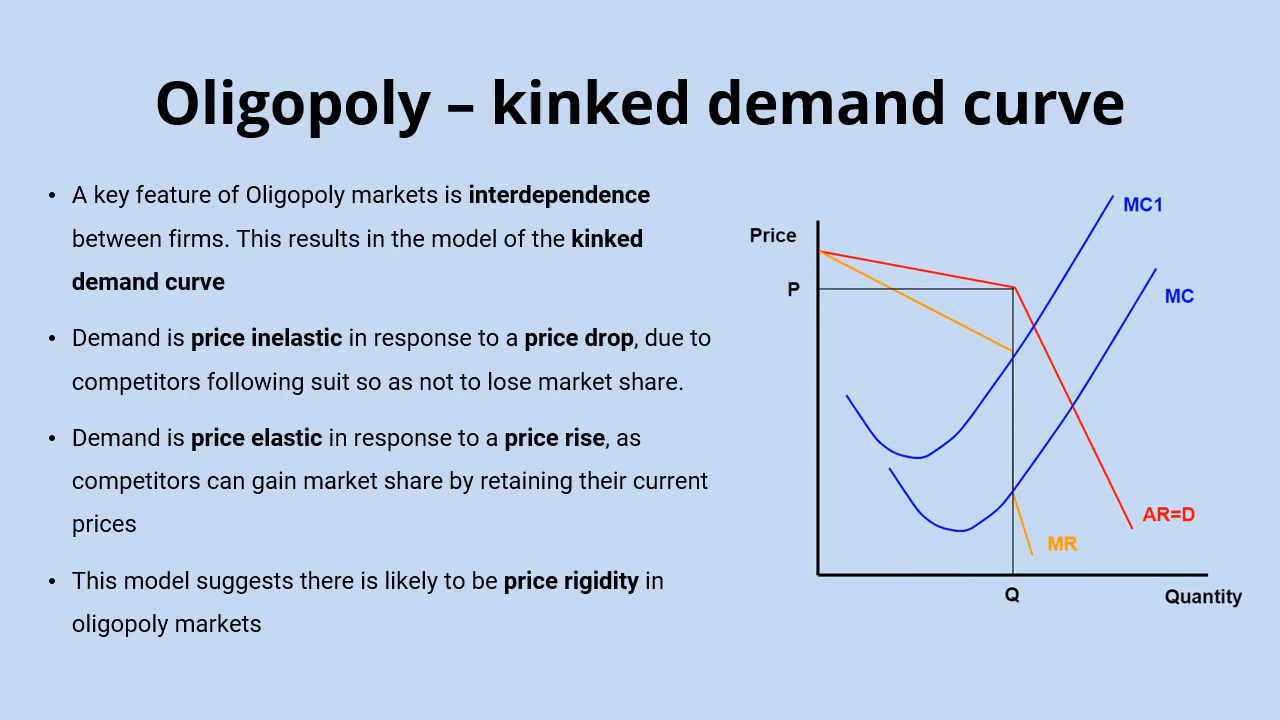 Oligopoly – kinked demand curve
• A key feature of Oligopoly markets is interdependence
between firms. This results in the model of the kinked
demand curve
• Demand is price inelastic in response to a price drop, due to
competitors following suit so as not to lose market share.
• Demand is price elastic in response to a price rise, as
competitors can gain market share by retaining their current
prices
• This model suggests there is likely to be price rigidity in
oligopoly markets
MC1
Price
P
MC
AR=D
MR
Q
Quantity